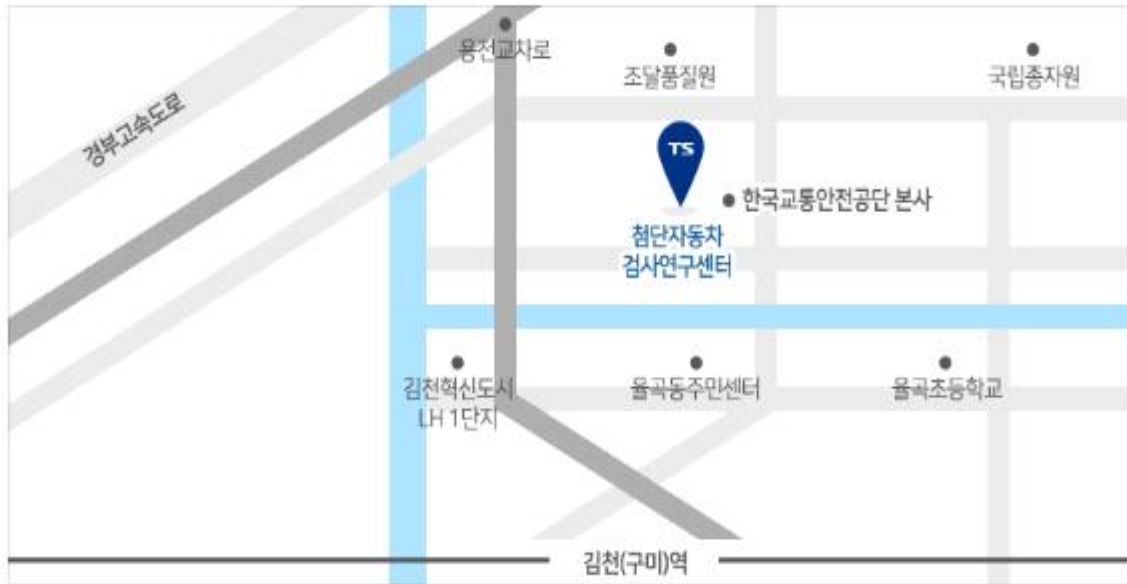 용전교차로
조달품질원
국립종자원
경부고속도로
TS
한국교통안전공단 본사
첨단자동차
검사연구센터
김천혁신도시
LH 1단지
율곡동주민센터
율곡초등학교
김천(구미)역